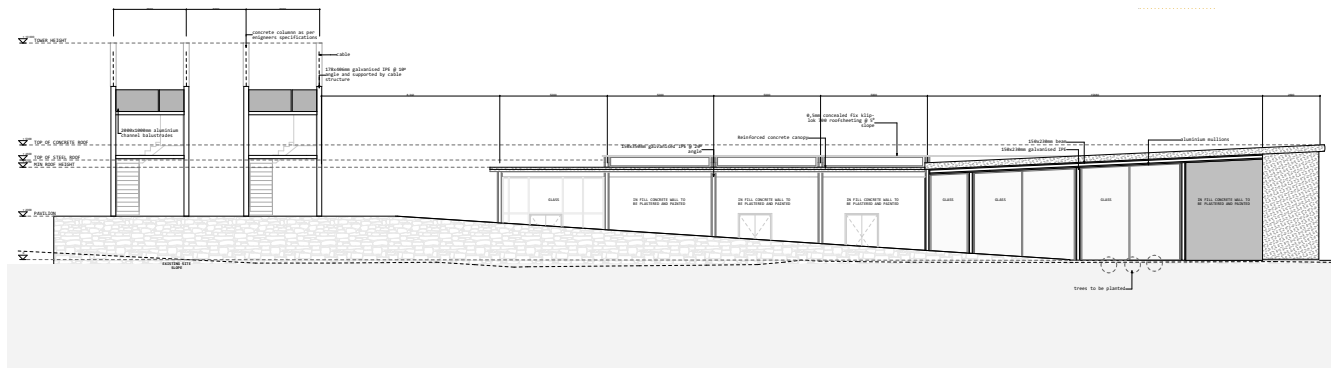 concrete column as per
enigneers specifications
TOWER HEIGHT
cable
178x406mm galvanised IPE @ 10°
angle and supported by cable
structure
2000x1000mm aluminium
channel balustrades
0,5mm concealed fix klip-
lok 700 roofsheeting @ 5°
slope
Reinforced concrete canopy
TOP OF CONCRETE ROOF
150x350mm galvanised IPE @ 20°
angle
150x230mm beam
aluminium mullions
150x230mm galvanised IPE
TOP OF STEEL ROOF
MIN ROOF HEIGHT
GLASS
IN FILL CONCRETE WALL TO
BE PLASTERED AND PAINTED
IN FILL CONCRETE WALL TO
BE PLASTERED AND PAINTED
IN FILL CONCRETE WALL TO
BE PLASTERED AND PAINTED
GLASS
GLASS
GLASS
IN FILL CONCRETE WALL TO
BE PLASTERED AND PAINTED
PAVILION
EXISTING SITE
SLOPE
trees to be planted